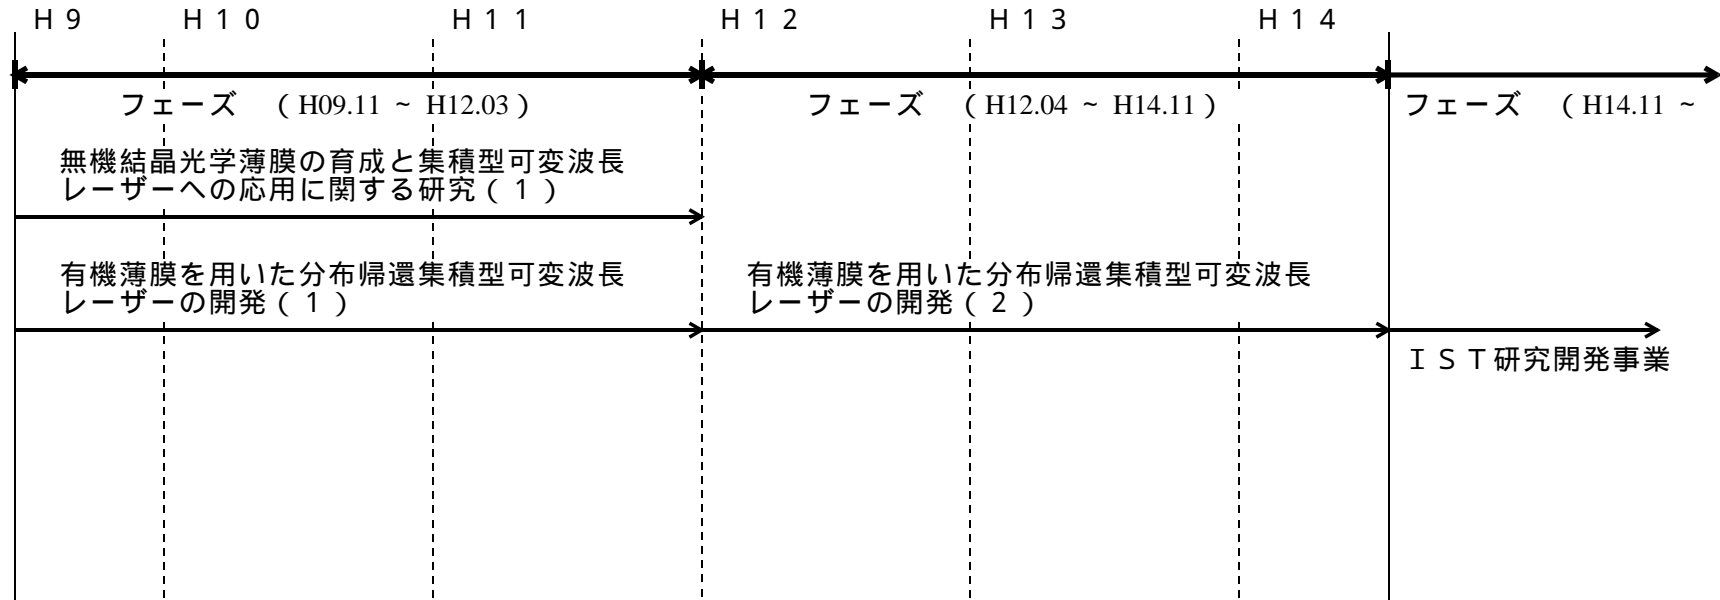 Ｈ９ Ｈ１０ Ｈ１１ Ｈ１２ Ｈ１３ Ｈ１４
フェーズ （H09.11 ~ H12.03） フェーズ （H12.04 ~ H14.11） フェーズ （H14.11 ~
無機結晶光学薄膜の育成と集積型可変波長
レーザーへの応用に関する研究（１）
有機薄膜を用いた分布帰還集積型可変波長
レーザーの開発（１）
有機薄膜を用いた分布帰還集積型可変波長
レーザーの開発（２）
ＩＳＴ研究開発事業